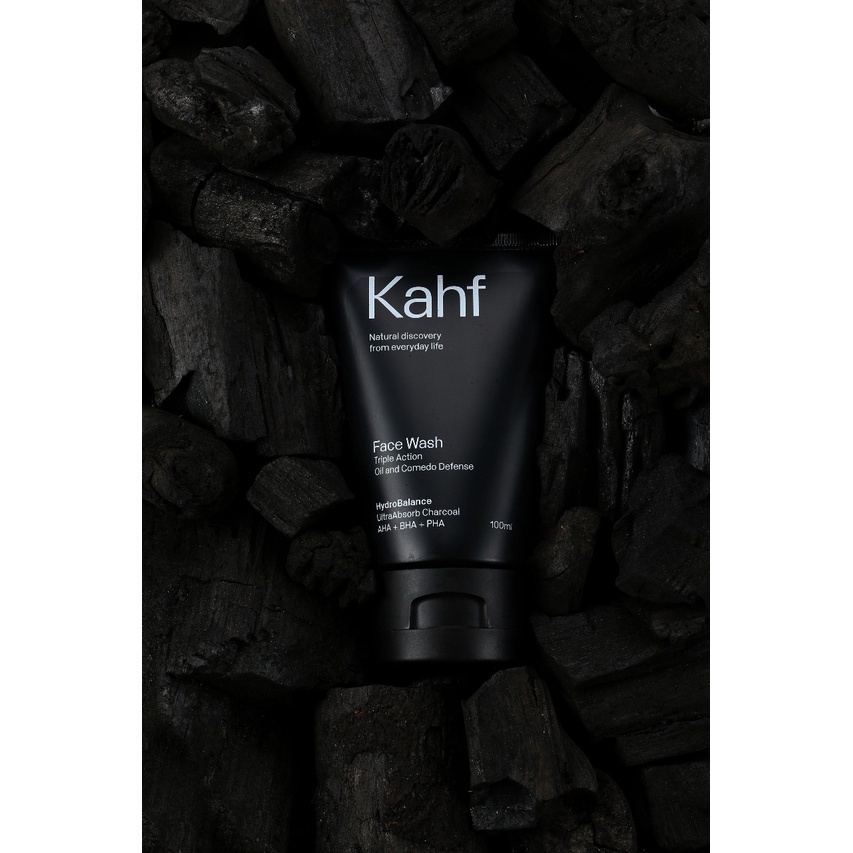 Kahf
Natural discovery
from everyday life
Face Wash
Triple Action
Oil and Comedo Defense
HydroBalance
UltraAbsorb Charcoal
AHA + BHA + PHA
100ml